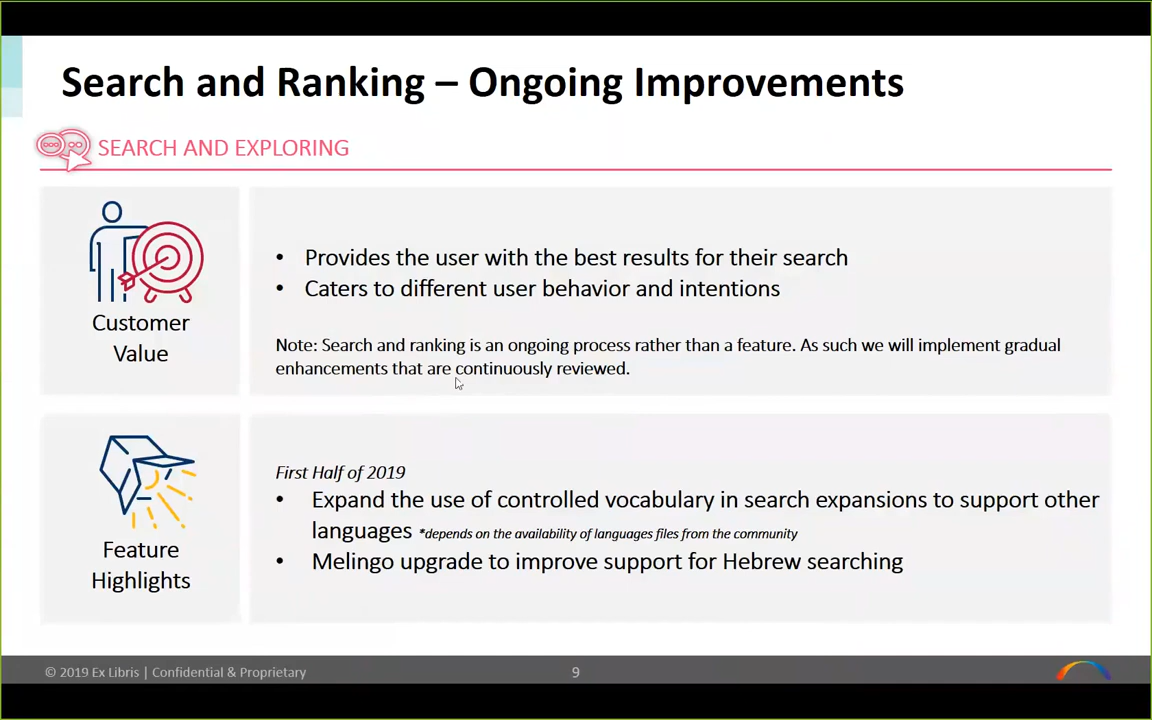 Search and Ranking – Ongoing Improvements
SEARCH AND EXPLORING
Customer
Value
• Provides the user with the best results for their search
• Caters to different user behavior and intentions
Note: Search and ranking is an ongoing process rather than a feature. As such we will implement gradual
enhancements that are continuously reviewed.
Feature
Highlights
First Half of 2019
• Expand the use of controlled vocabulary in search expansions to support other
languages *depends on the availability of languages files from the community
• Melingo upgrade to improve support for Hebrew searching
© 2019 Ex Libris | Confidential & Proprietary
9